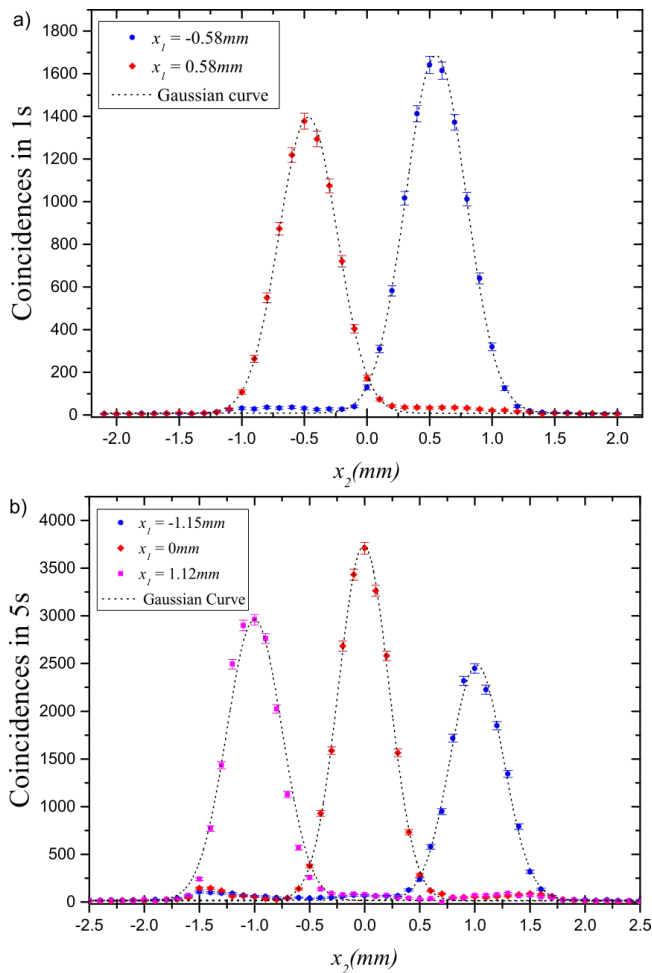 a)
1800
x₁ = -0.58mm
1600
x₁ = 0.58mm
Gaussian curve
1400
1200
1000
800
600
400
200
0
Coincidences in 1s
-2.0 -1.5 -1.0 -0.5 0.0 0.5 1.0 1.5 2.0
x₂(mm)
b)
4000
x₁ = -1.15mm
x₁ = 0mm
3500
x₁ = 1.12mm
Gaussian Curve
3000
2500
2000
1500
1000
500
0
Coincidences in 5s
-2.5 -2.0 -1.5 -1.0 -0.5 0.0 0.5 1.0 1.5 2.0 2.5
x₂(mm)